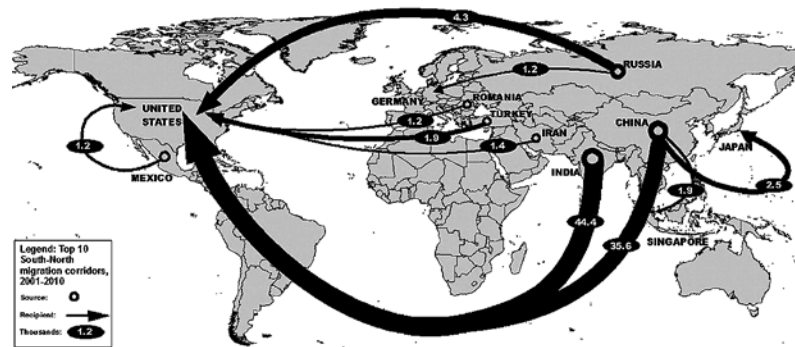 4.3
RUSSIA
1.2
GERMANY
ROMANIA
UNITED
STATES
TURKEY
CHINA
1.2
1.9
IRAN
1.4
JAPAN
1.2
MEXICO
INDIA
1.9
2.5
44.4
35.6
SINGAPORE
Legend: Top 10
South-North
migration corridors,
2001-2010
Source:
Recipient:
Thousands: 1.2